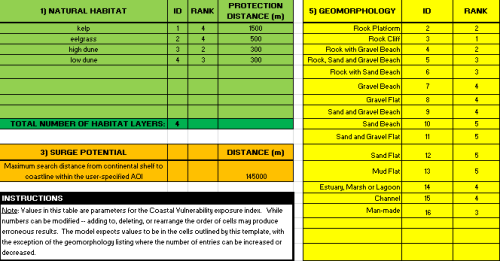 1) NATURAL HABITAT ID RANK PROTECTION DISTANCE (m)
kelp 1 4 1500
eelgrass 2 4 500
high dune 3 2 300
low dune 4 3 300
TOTAL NUMBER OF HABITAT LAYERS: 4
3) SURGE POTENTIAL DISTANCE (m)
Maximum search distance from continental shelf to
coastline within the user-specified AOI 145000
INSTRUCTIONS
Note: Values in this table are parameters for the Coastal Vulnerability exposure index. While
numbers can be modified -- adding to, deleting, or rearrange the order of cells may produce
erroneous results. The model expects values to be in the cells outlined by this template, with
the exception of the geomorphology listing where the number of entries can be increased or
decreased.
5) GEOMORPHOLOGY ID RANK
Rock Platform 2 2
Rock Cliff 3 1
Rock with Gravel Beach 4 2
Rock, Sand and Gravel Beach 5 3
Rock with Sand Beach 6 3
Gravel Beach 7 4
Gravel Flat 8 4
Sand and Gravel Beach 9 4
Sand Beach 10 5
Sand and Gravel Flat 11 5
Sand Flat 12 5
Mud Flat 13 5
Estuary, Marsh or Lagoon 14 4
Channel 15 4
Man-made 16 3